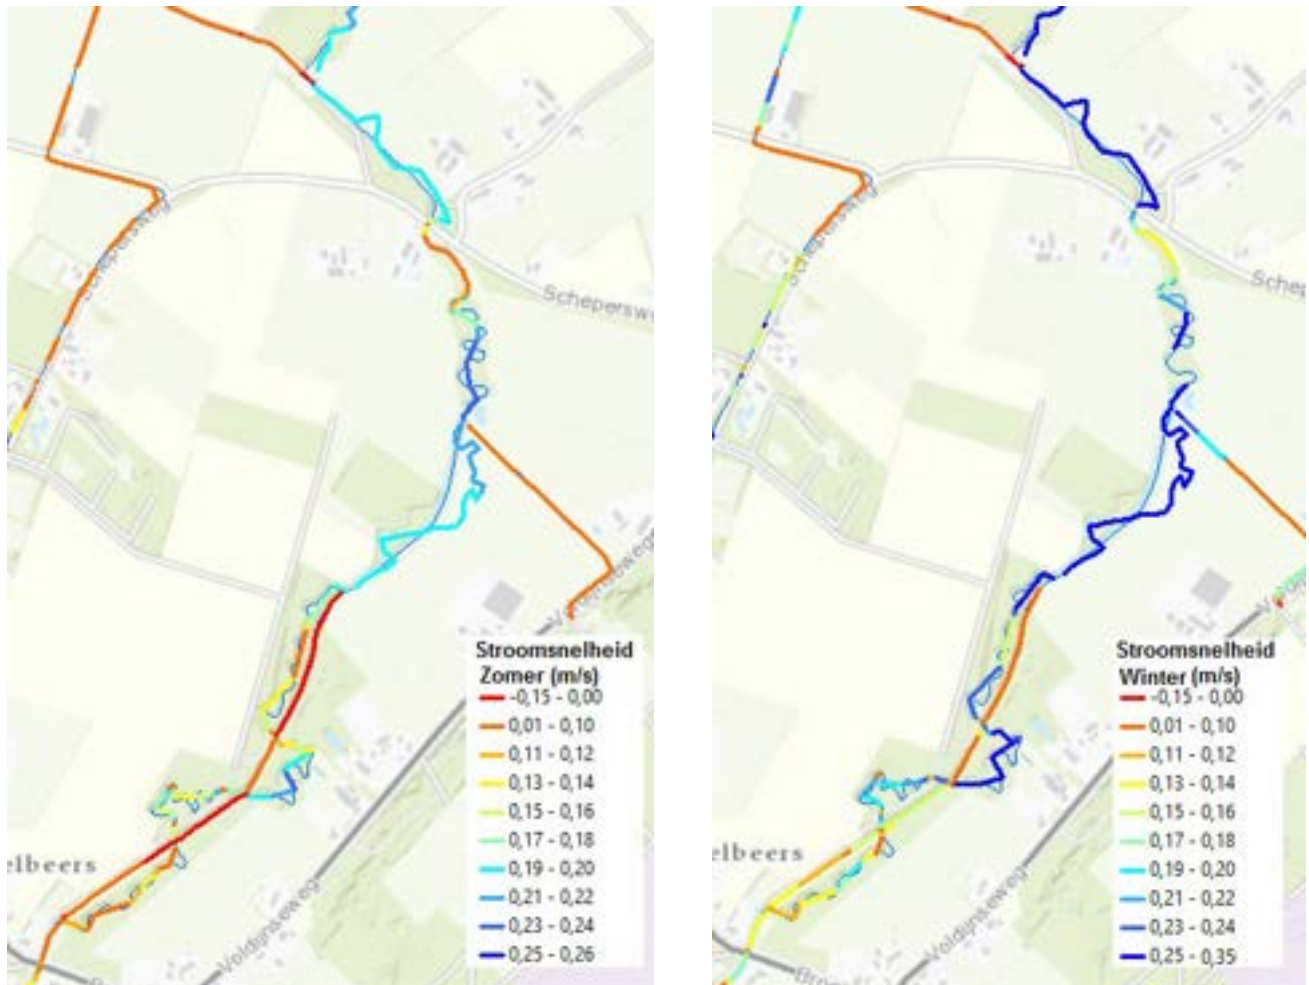 Schepersweg
Schepersw
elbeers
Voldijnseweg
Stroomsnelheid
Zomer (m/s)
-0,15 - 0,00
0,01 - 0,10
0,11 - 0,12
0,13 - 0,14
0,15 - 0,16
0,17 - 0,18
0,19 - 0,20
0,21 - 0,22
0,23 - 0,24
0,25 - 0,26
Schepersweg
Schepers
elbeers
Voldijnseweg
Stroomsnelheid
Winter (m/s)
-0,15 - 0,00
0,01 - 0,10
0,11 - 0,12
0,13 - 0,14
0,15 - 0,16
0,17 - 0,18
0,19 - 0,20
0,21 - 0,22
0,23 - 0,24
0,25 - 0,35